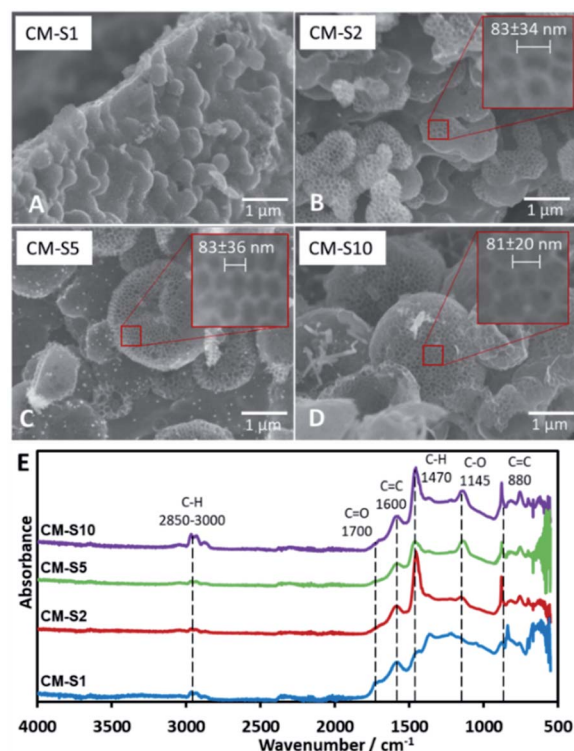 CM-S1
A
1 µm
CM-S2
83±34 nm
B
1 µm
CM-S5
83±36 nm
C
1 µm
CM-S10
81±20 nm
D
1 µm
E
C-H
2850-3000
C=O
1700
C=C
1600
C-H
1470
C-O
1145
C=C
880
CM-S10
CM-S5
CM-S2
CM-S1
Absorbance
4000 3500 3000 2500 2000 1500 1000 500
Wavenumber / cm-1